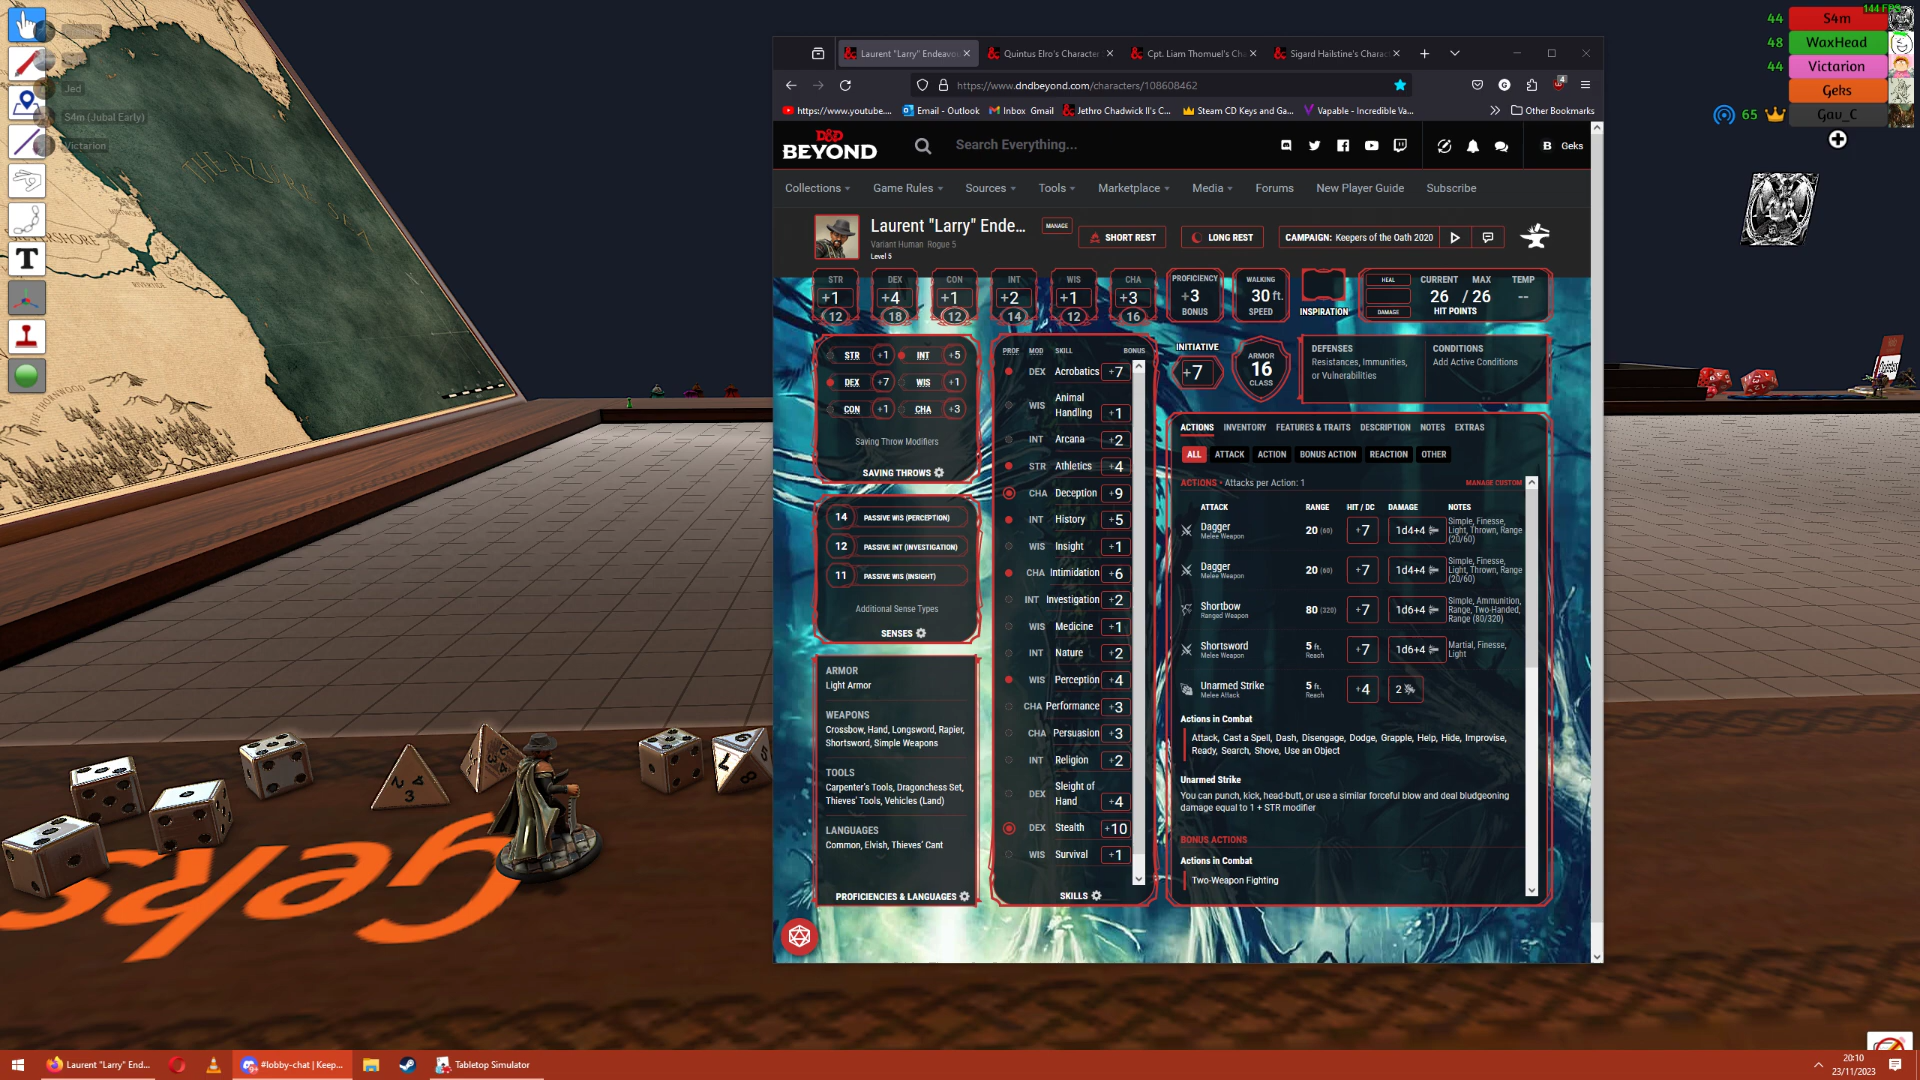 Jed
S4m (Jubal Early)
Victarion
THE AZURE
THE THORNWOOD
T
Geks
144 FPS
44 S4m
48 WaxHead
44 Victarion
Geks
65 Gav_C
Laurent "Larry" Endeavo
Quintus Elro's Character
Cpt. Liam Thomuel's Ch
Sigard Hailstine's Charac
https://www.dndbeyond.com/characters/108608462
4
https://www.youtube....
Email - Outlook
Inbox Gmail
Jethro Chadwick II's C...
Steam CD Keys and Ga...
Vapable - Incredible Va...
Other Bookmarks
D&D
BEYOND
Search Everything...
B Geks
Collections
Game Rules
Sources
Tools
Marketplace
Media
Forums
New Player Guide
Subscribe
Laurent "Larry" Ende...
MANAGE
Variant Human Rogue 5
Level 5
SHORT REST
LONG REST
CAMPAIGN: Keepers of the Oath 2020
STR +1 12
DEX +4 18
CON +1 12
INT +2 14
WIS +1 12
CHA +3 16
PROFICIENCY +3 BONUS
WALKING 30 ft. SPEED
INSPIRATION
HEAL
DAMAGE
CURRENT MAX TEMP
26 / 26 --
HIT POINTS
STR +1 INT +5
DEX +7 WIS +1
CON +1 CHA +3
Saving Throw Modifiers
SAVING THROWS
14 PASSIVE WIS (PERCEPTION)
12 PASSIVE INT (INVESTIGATION)
11 PASSIVE WIS (INSIGHT)
Additional Sense Types
SENSES
ARMOR
Light Armor
WEAPONS
Crossbow, Hand, Longsword, Rapier,
Shortsword, Simple Weapons
TOOLS
Carpenter's Tools, Dragonchess Set,
Thieves' Tools, Vehicles (Land)
LANGUAGES
Common, Elvish, Thieves' Cant
PROFICIENCIES & LANGUAGES
PROF MOD SKILL BONUS
DEX Acrobatics +7
WIS Animal Handling +1
INT Arcana +2
STR Athletics +4
CHA Deception +9
INT History +5
WIS Insight +1
CHA Intimidation +6
INT Investigation +2
WIS Medicine +1
INT Nature +2
WIS Perception +4
CHA Performance +3
CHA Persuasion +3
INT Religion +2
DEX Sleight of Hand +4
DEX Stealth +10
WIS Survival +1
SKILLS
INITIATIVE
+7
ARMOR
16
CLASS
DEFENSES
Resistances, Immunities,
or Vulnerabilities
CONDITIONS
Add Active Conditions
ACTIONS INVENTORY FEATURES & TRAITS DESCRIPTION NOTES EXTRAS
ALL ATTACK ACTION BONUS ACTION REACTION OTHER
ACTIONS • Attacks per Action: 1
MANAGE CUSTOM
ATTACK RANGE HIT / DC DAMAGE NOTES
Dagger 20 (60) +7 1d4+4 Simple, Finesse, Light, Thrown, Range (20/60)
Melee Weapon
Dagger 20 (60) +7 1d4+4 Simple, Finesse, Light, Thrown, Range (20/60)
Melee Weapon
Shortbow 80 (320) +7 1d6+4 Simple, Ammunition, Range, Two-Handed, (80/320)
Ranged Weapon
Shortsword 5 ft. Reach +7 1d6+4 Martial, Finesse, Light
Melee Weapon
Unarmed Strike 5 ft. Reach +4 2
Melee Attack
Actions in Combat
Attack, Cast a Spell, Dash, Disengage, Dodge, Grapple, Help, Hide, Improvise,
Ready, Search, Shove, Use an Object
Unarmed Strike
You can punch, kick, head-butt, or use a similar forceful blow and deal bludgeoning
damage equal to 1 + STR modifier
BONUS ACTIONS
Actions in Combat
Two-Weapon Fighting
Laurent "Larry" End...
#lobby-chat | Keep...
Tabletop Simulator
20:10
23/11/2023